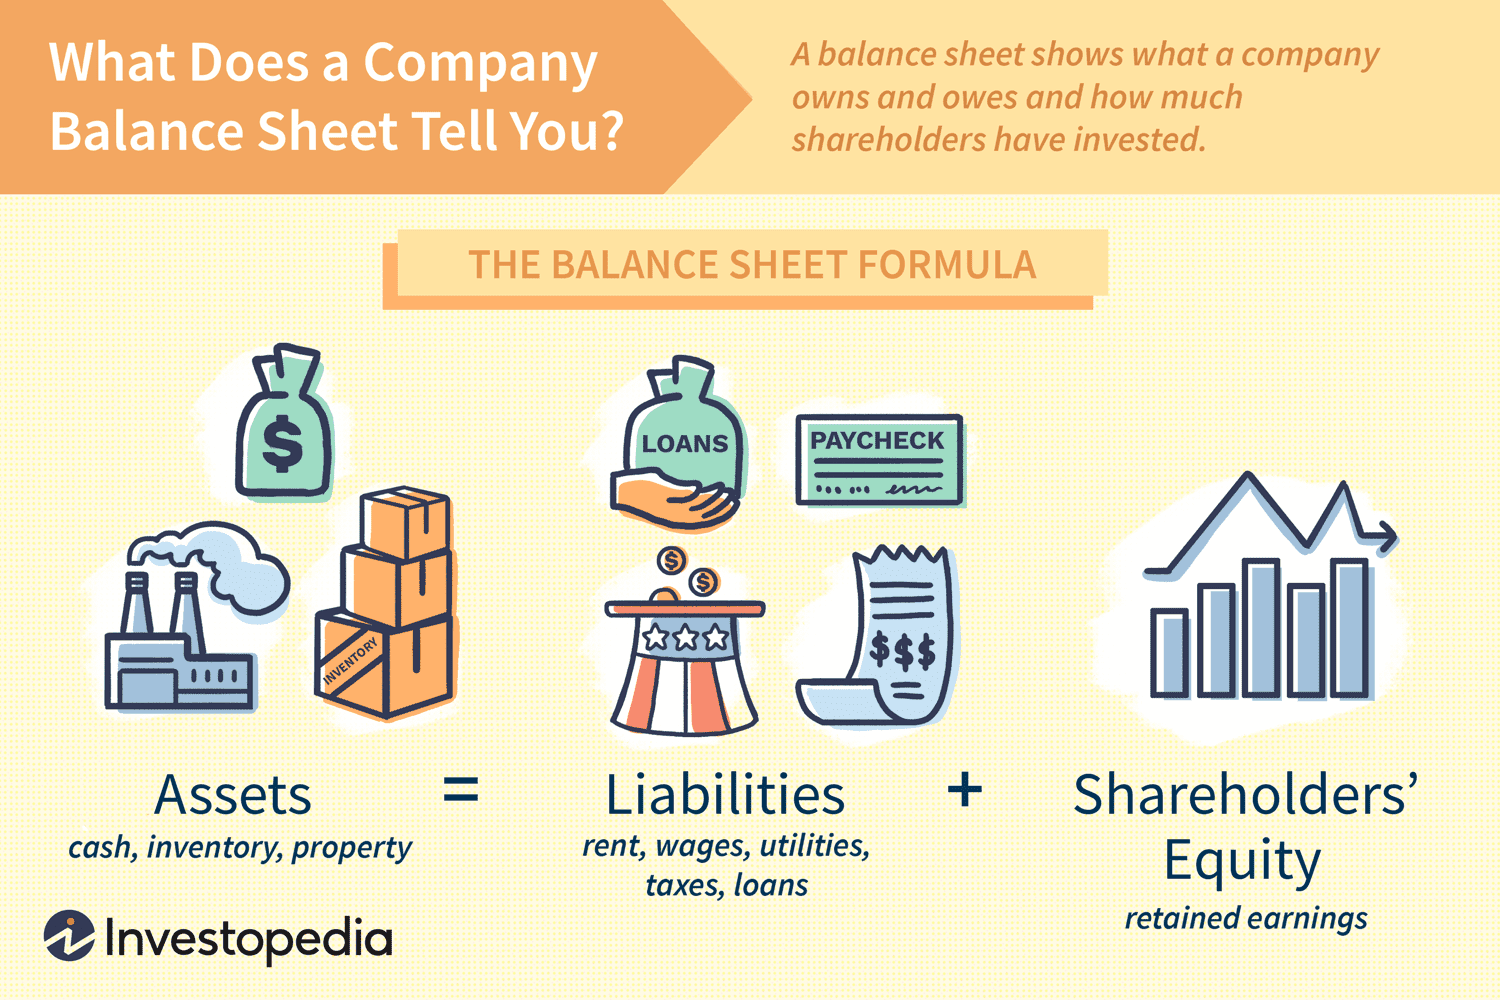 What Does a Company
Balance Sheet Tell You?
A balance sheet shows what a company
owns and owes and how much
shareholders have invested.
THE BALANCE SHEET FORMULA
$
INVENTORY
LOANS
PAYCHECK
$
$
$$$
Assets
=
Liabilities
+
Shareholders’
Equity
cash, inventory, property
rent, wages, utilities,
taxes, loans
retained earnings
Investopedia